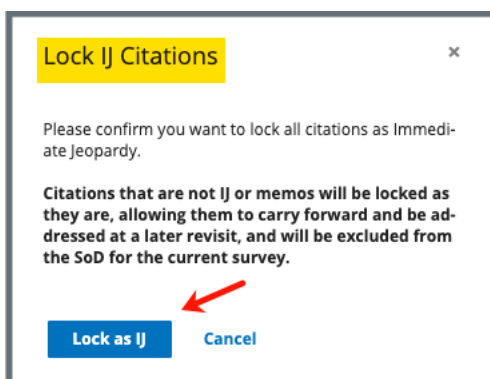 Lock IJ Citations
×
Please confirm you want to lock all citations as Immedi-
ate Jeopardy.
Citations that are not IJ or memos will be locked as
they are, allowing them to carry forward and be ad-
dressed at a later revisit, and will be excluded from
the SoD for the current survey.
Lock as IJ Cancel